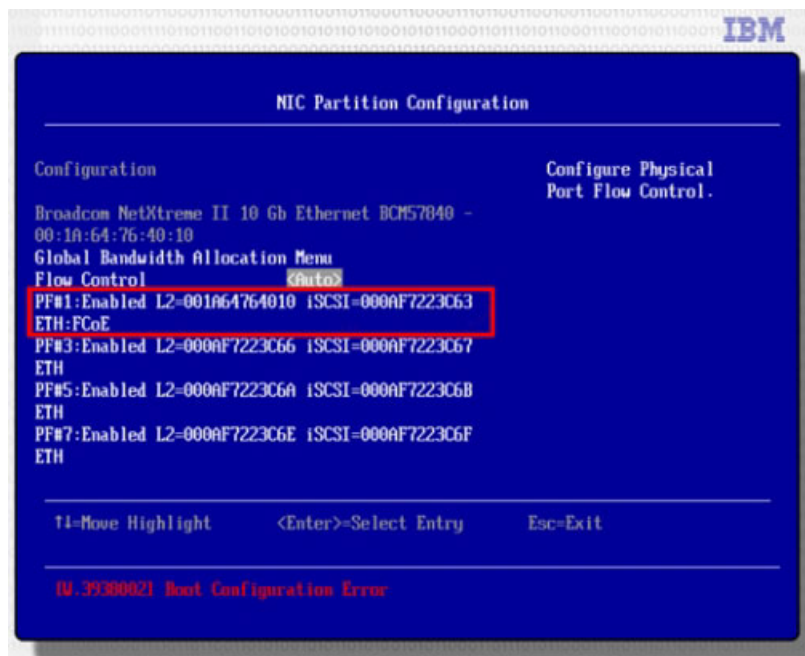 IBM
NIC Partition Configuration
Configuration
Configure Physical
Port Flow Control.
Broadcom NetXtreme II 10 Gb Ethernet BCM57840 -
00:1A:64:76:40:10
Global Bandwidth Allocation Menu
Flow Control <Auto>
PF#1:Enabled L2=001A64764010 iSCSI=000AF7223C63
ETH:FCoE
PF#3:Enabled L2=000AF7223C66 iSCSI=000AF7223C67
ETH
PF#5:Enabled L2=000AF7223C6A iSCSI=000AF7223C6B
ETH
PF#7:Enabled L2=000AF7223C6E iSCSI=000AF7223C6F
ETH
↑↓=Move Highlight <Enter>=Select Entry Esc=Exit
[W.3938002] Boot Configuration Error